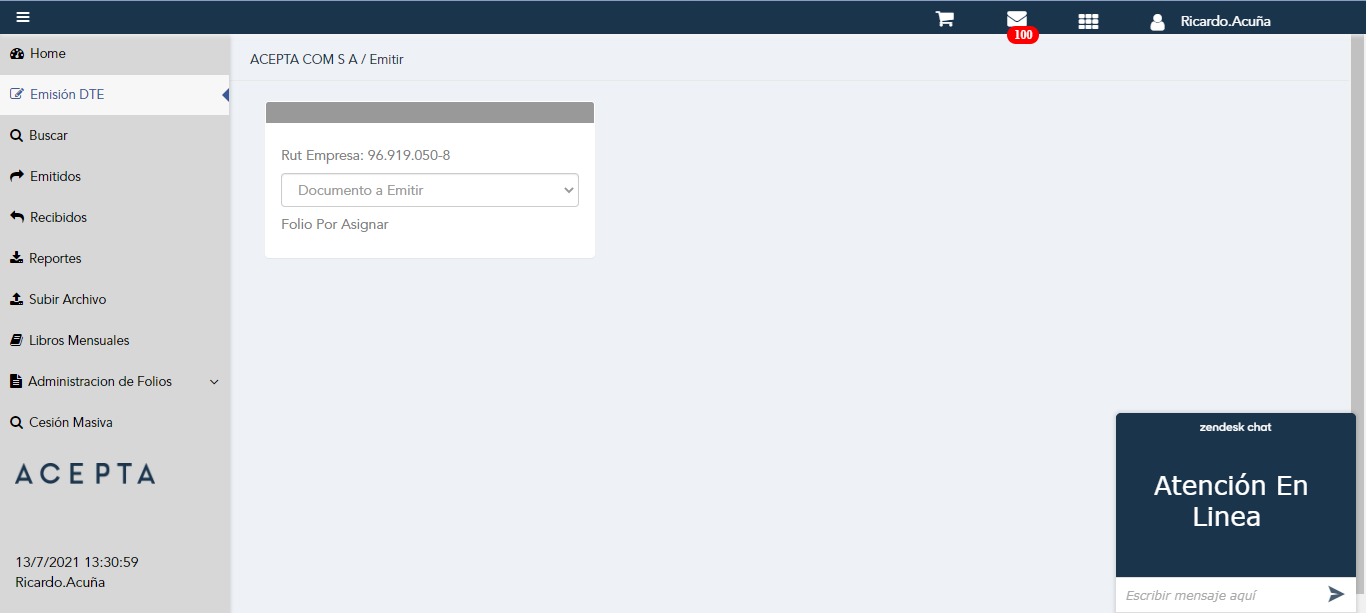 Ricardo.Acuña
100
Home
ACEPTA COM S A / Emitir
Emisión DTE
Buscar
Emitidos
Recibidos
Reportes
Subir Archivo
Libros Mensuales
Administracion de Folios
Cesión Masiva
ACEPTA
13/7/2021 13:30:59
Ricardo.Acuña
Rut Empresa: 96.919.050-8
Documento a Emitir
Folio Por Asignar
zendesk chat
Atención En
Linea
Escribir mensaje aquí